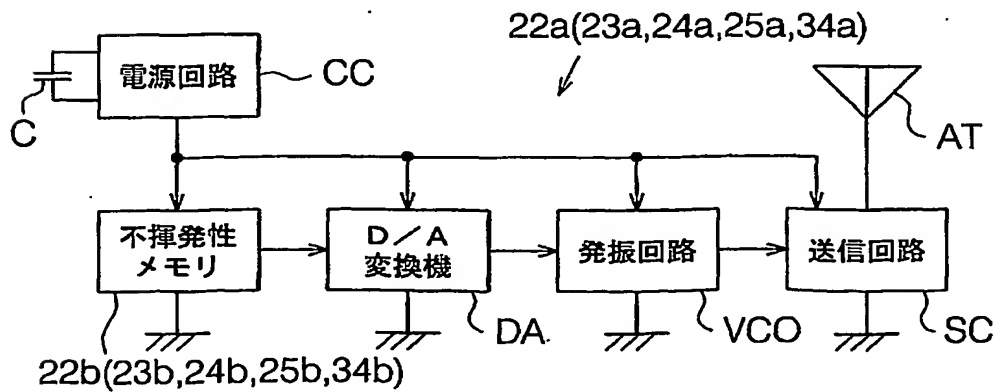 22a(23a,24a,25a,34a)
電源回路
CC
C
AT
不揮発性
メモリ
D／A
変換機
発振回路
送信回路
DA
VCO
SC
22b(23b,24b,25b,34b)